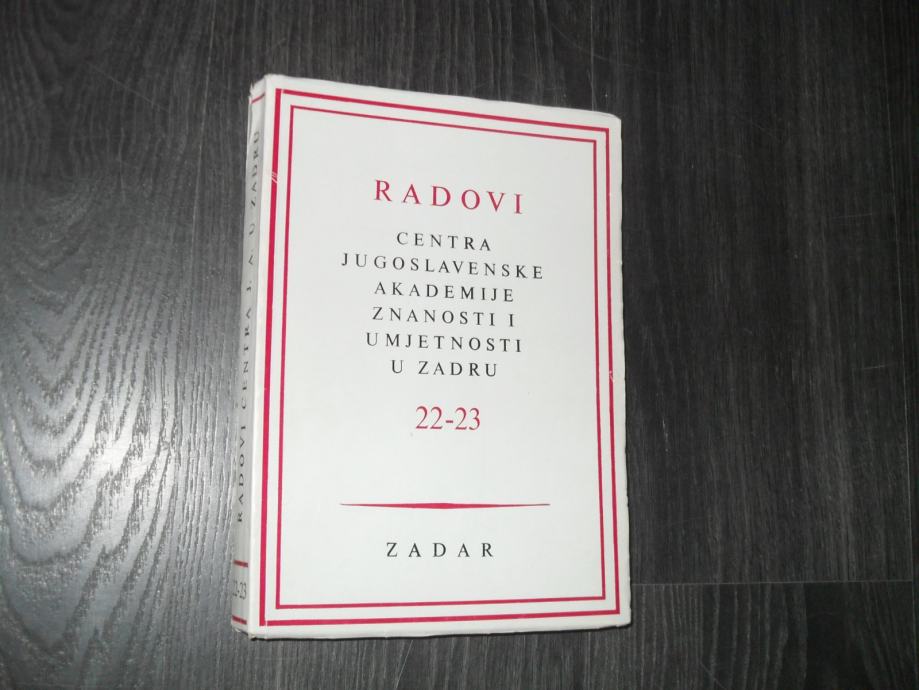 RADOVI
CENTRA
JUGOSLAVENSKE
AKADEMIJE
ZNANOSTI I
UMJETNOSTI
U ZADRU
22-23
ZADAR
RADOVI CENTRA J. A. U ZADRU
22-23